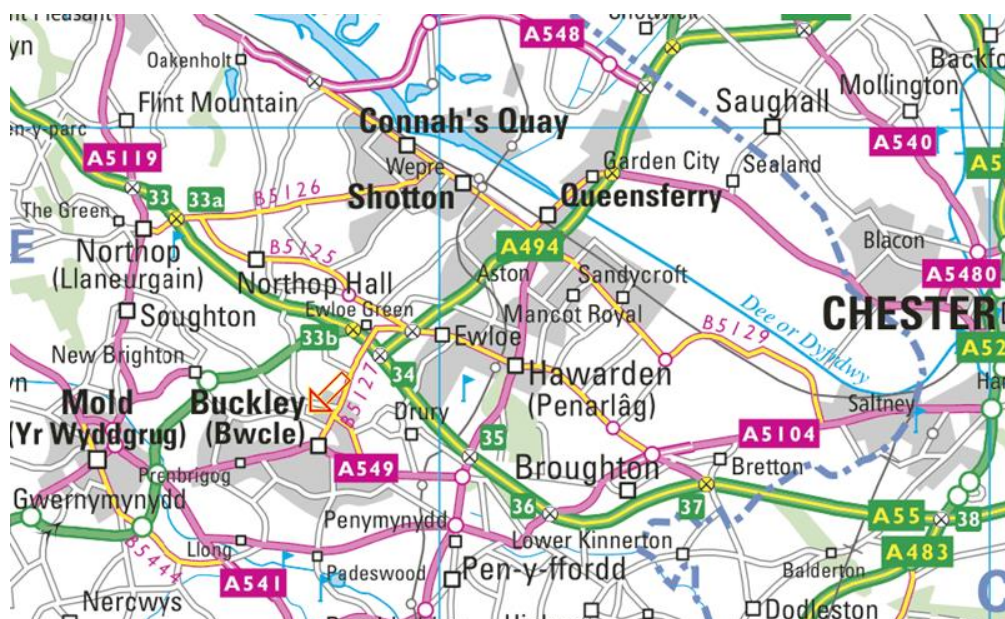 A548
Oakenholt
Mollington
Flint Mountain
Saughall
Connah's Quay
A540
Wepre
Garden City
Sealand
A5119
33
33a
B5126
Shotton
Queensferry
The Green
Northop
(Llaneurgain)
B5125
A494
Blacon
Northop Hall
Aston
Sandycroft
A5480
Soughton
Ewloe Green
Mancot Royal
Dee or Dyfrdwy
CHESTER
33b
Ewloe
B5129
New Brighton
34
Hawarden
(Penarlâg)
Mold
(Yr Wyddgrug)
Buckley
(Bwcle)
B5127
Drury
Saltney
35
A5104
Prenbrigog
A549
Broughton
Bretton
Gwernymynydd
36
37
A55
38
Penymynydd
Lower Kinnerton
A483
B5444
Llong
Padeswood
Pen-y-ffordd
Balderton
A541
Nercwys
Dodleston